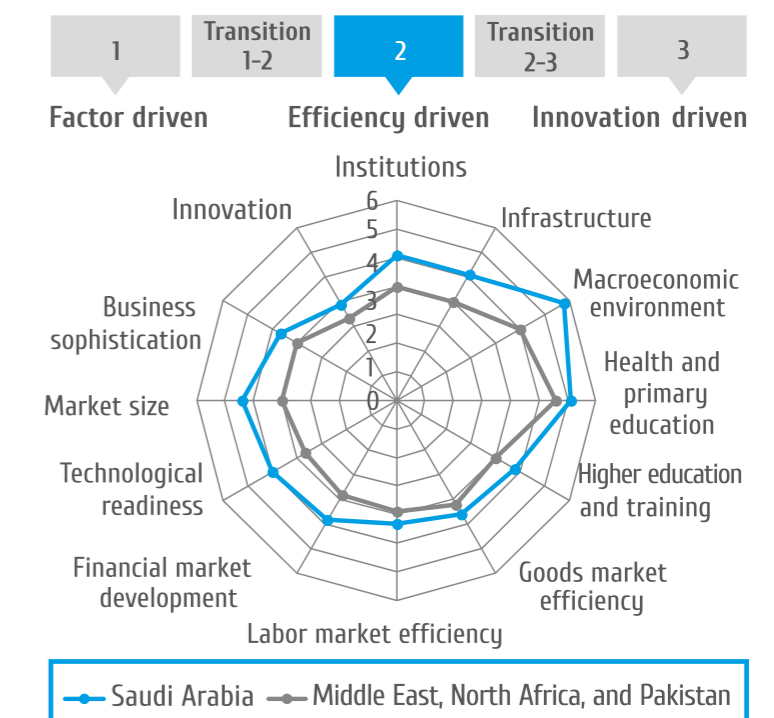 1
Transition
1-2
2
Transition
2-3
3
Factor driven
Efficiency driven
Innovation driven
Institutions
Innovation
Infrastructure
Business
sophistication
Macroeconomic
environment
Market size
Health and
primary
education
Technological
readiness
Higher education
and training
Financial market
development
Goods market
efficiency
Labor market efficiency
6
5
4
3
2
1
0
Saudi Arabia
Middle East, North Africa, and Pakistan